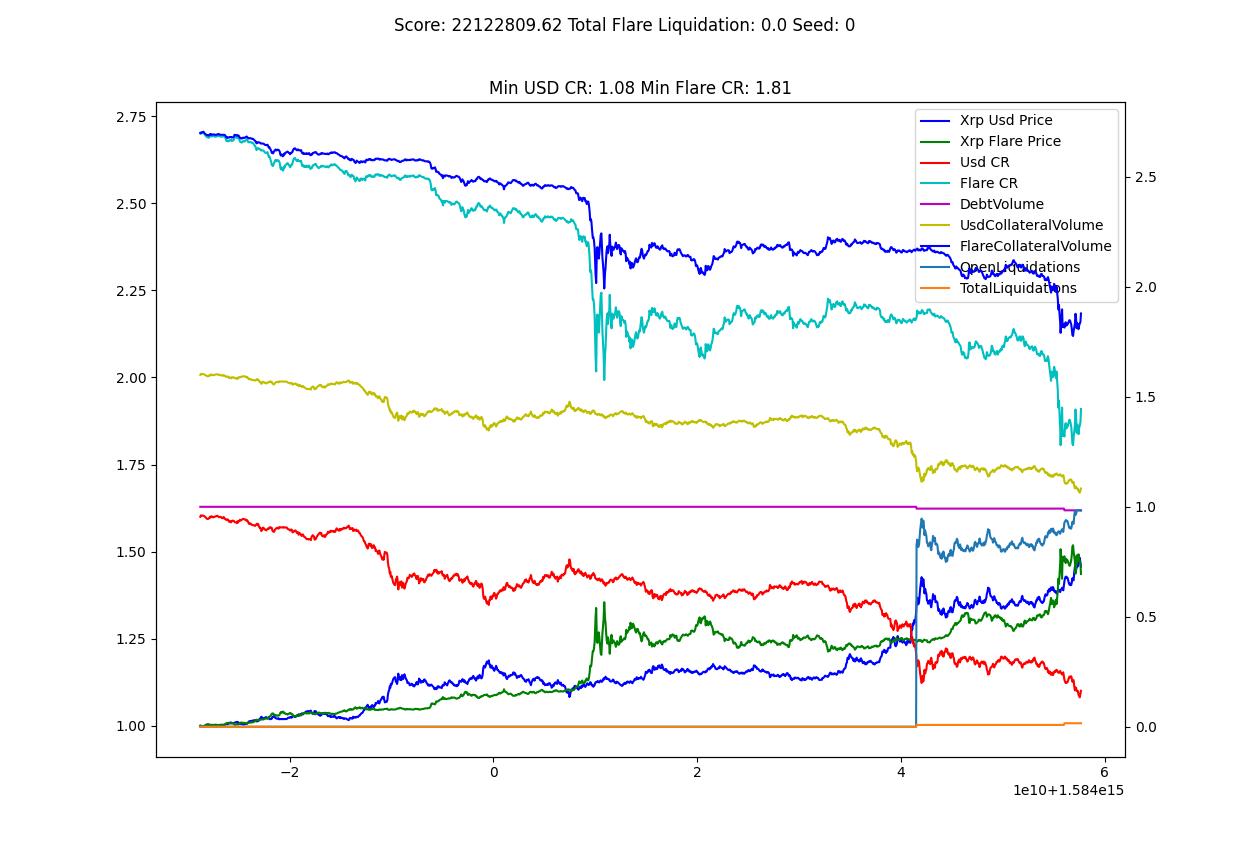 Score: 22122809.62 Total Flare Liquidation: 0.0 Seed: 0
Min USD CR: 1.08 Min Flare CR: 1.81
2.75
2.50
2.25
2.00
1.75
1.50
1.25
1.00
Xrp Usd Price
Xrp Flare Price
Usd CR
Flare CR
DebtVolume
UsdCollateralVolume
FlareCollateralVolume
OpenLiquidations
TotalLiquidations
2.5
2.0
1.5
1.0
0.5
0.0
−2
0
2
4
6
1e10+1.584e15